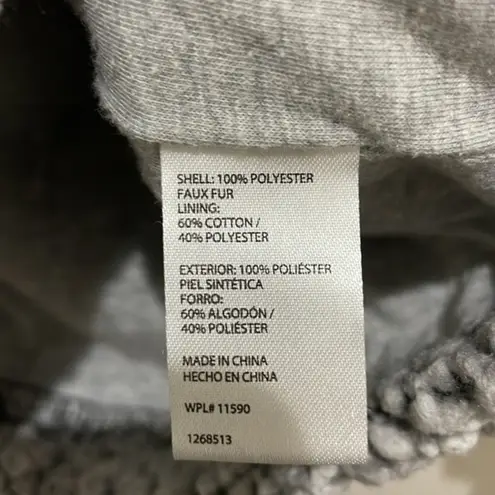 SHELL: 100% POLYESTER
FAUX FUR
LINING:
60% COTTON /
40% POLYESTER
EXTERIOR: 100% POLIÉSTER
PIEL SINTÉTICA
FORRO:
60% ALGODÓN /
40% POLIÉSTER
MADE IN CHINA
HECHO EN CHINA
WPL# 11590
1268513